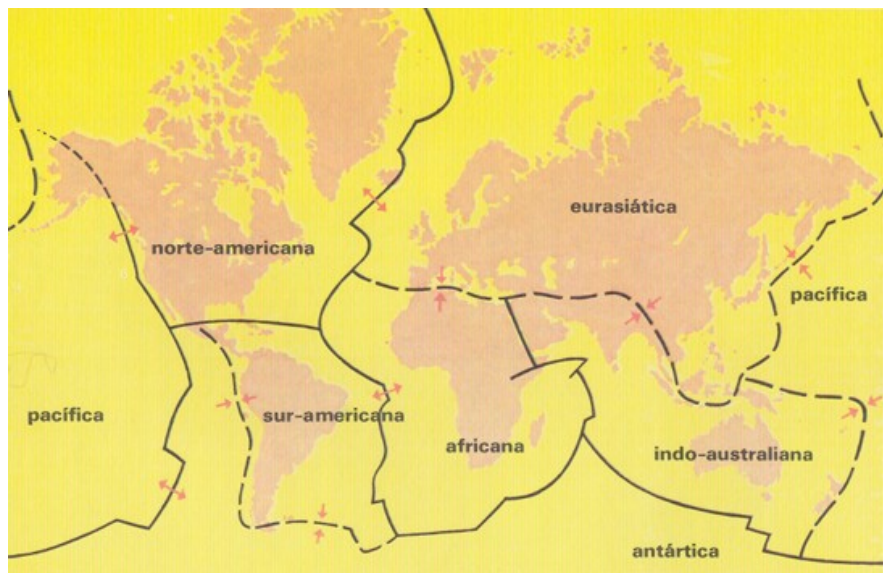 eurasiática
norte-americana
pacífica
pacífica
sur-americana
africana
indo-australiana
antártica